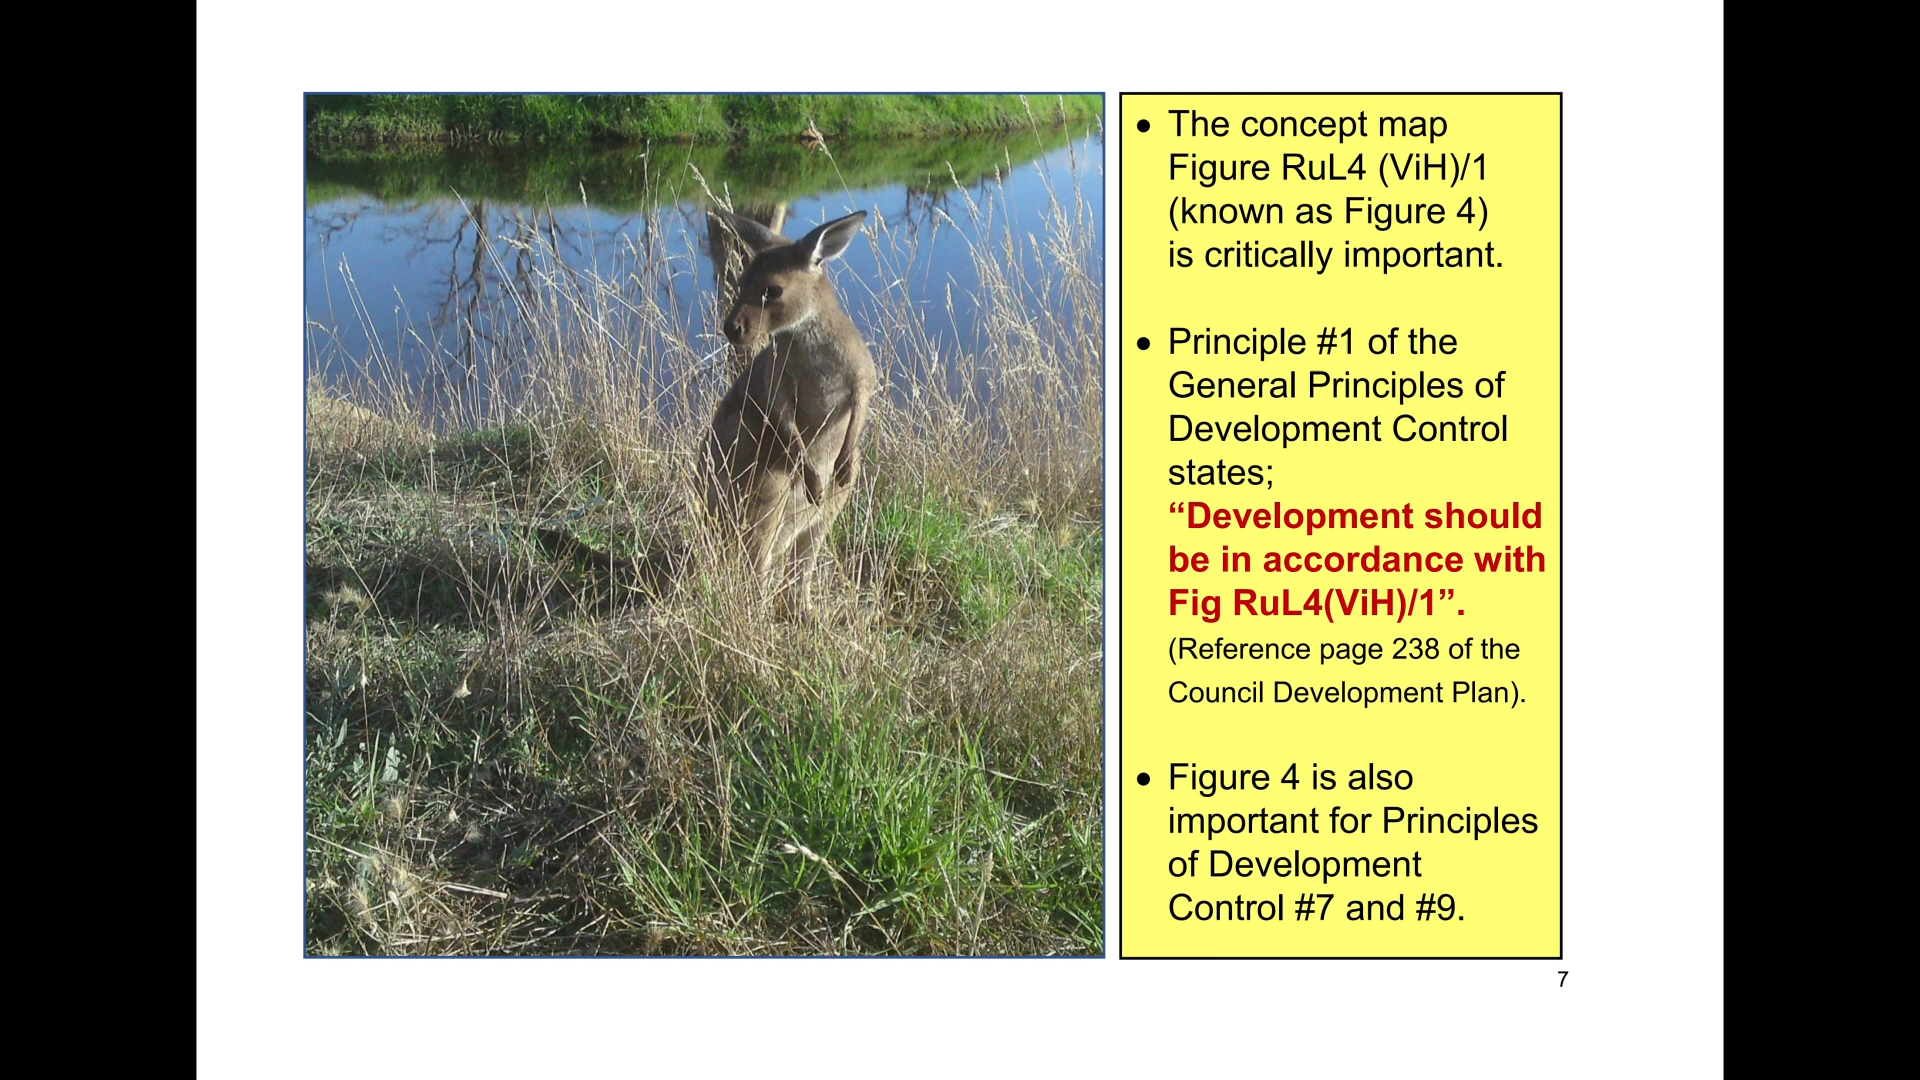 • The concept map
Figure RuL4 (ViH)/1
(known as Figure 4)
is critically important.
• Principle #1 of the
General Principles of
Development Control
states;
“Development should
be in accordance with
Fig RuL4(ViH)/1”.
(Reference page 238 of the
Council Development Plan).
• Figure 4 is also
important for Principles
of Development
Control #7 and #9.
7